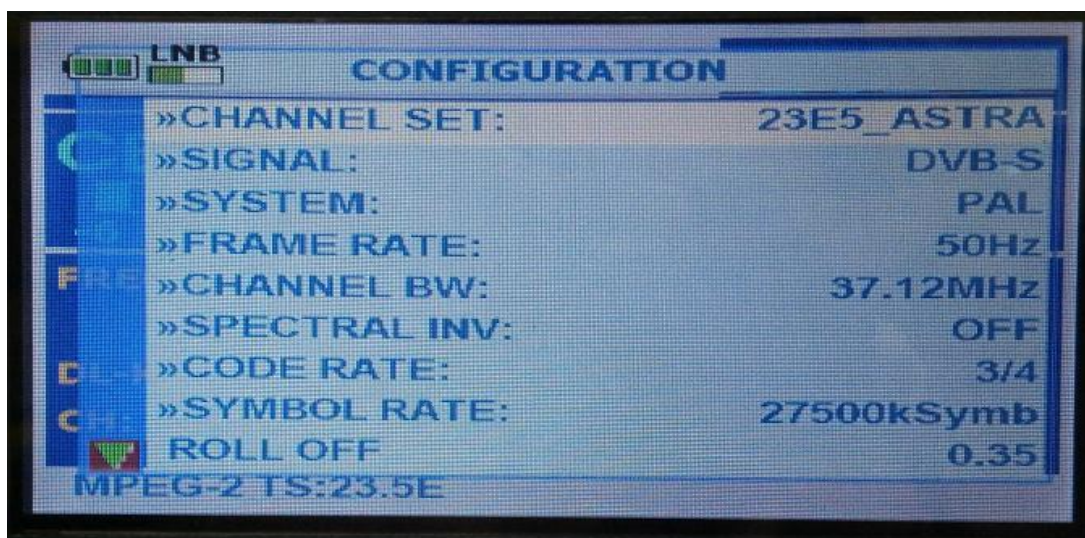 LNB
CONFIGURATION
»CHANNEL SET: 23E5_ASTRA
»SIGNAL: DVB-S
»SYSTEM: PAL
»FRAME RATE: 50Hz
»CHANNEL BW: 37.12MHz
»SPECTRAL INV: OFF
»CODE RATE: 3/4
»SYMBOL RATE: 27500kSymb
ROLL OFF 0.35
MPEG-2 TS:23.5E